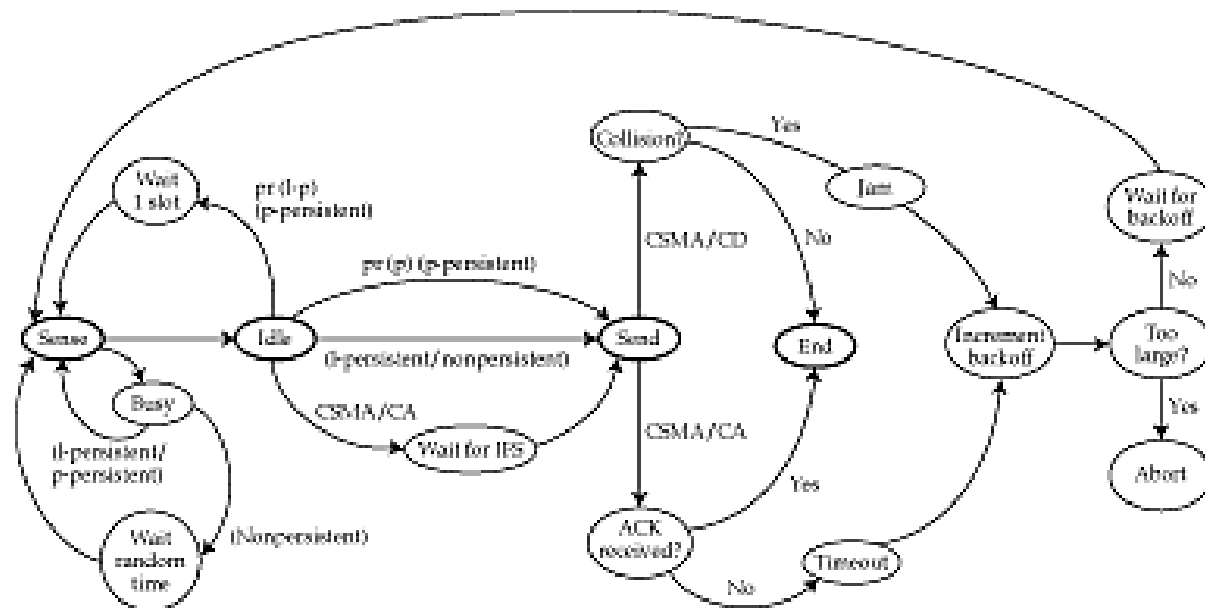 Collision?
Yes
Wait
1 slot
pr (1-p)
(p-persistent)
Jam
Wait for
backoff
CSMA/CD
No
pr (p) (p-persistent)
No
Sense
Idle
Send
End
Increment
backoff
Too
large?
(1-persistent/ nonpersistent)
Busy
CSMA/CA
Yes
Wait for IFS
CSMA/CA
(1-persistent/
p-persistent)
Abort
Yes
Wait
random
time
(Nonpersistent)
ACK
received?
Timeout
No